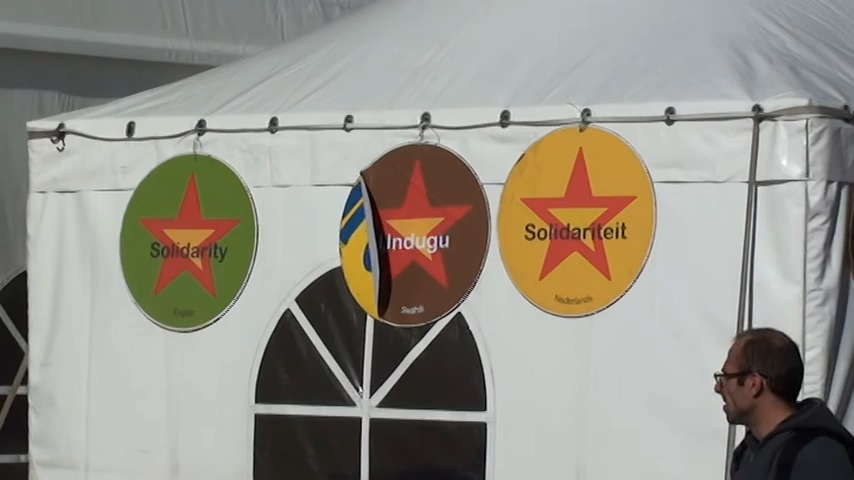 Solidarity
English
Indugu
Swahili
Solidariteit
Nederlands